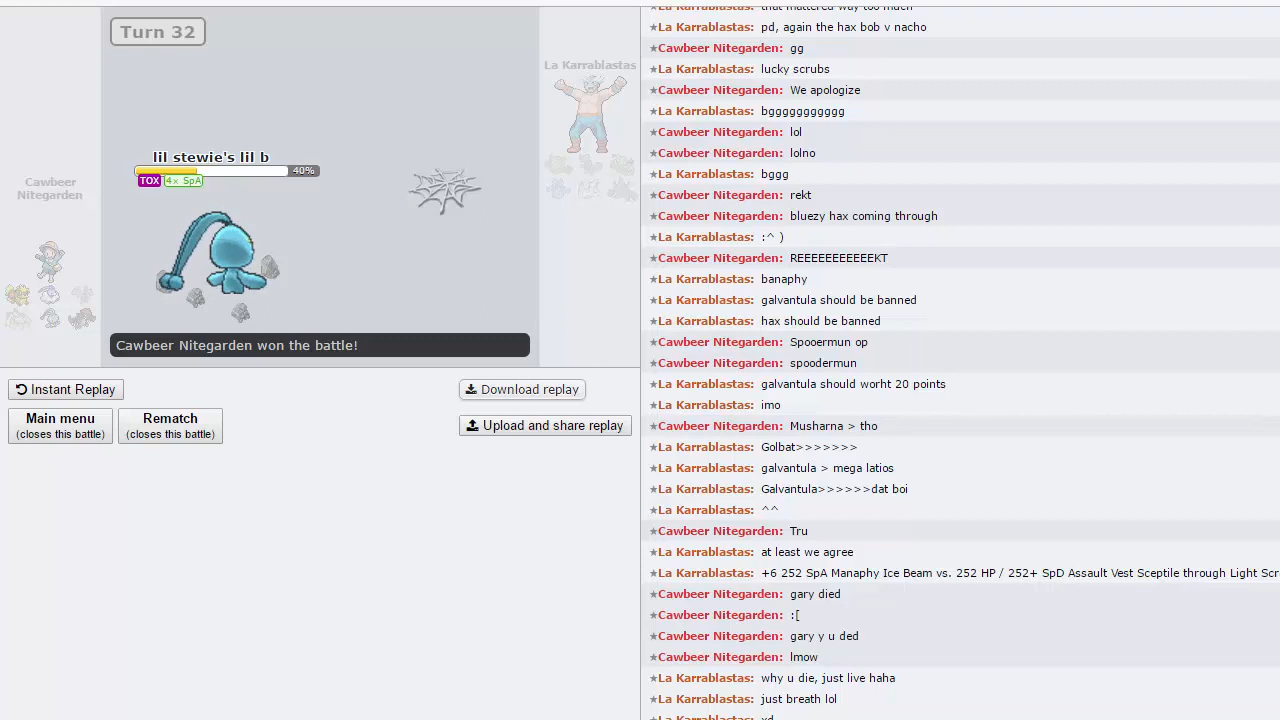 Turn 32
La Karrablastas
lil stewie's lil b
40%
TOX 4× SpA
Cawbeer
Nitegarden
Cawbeer Nitegarden won the battle!
Instant Replay
Download replay
Main menu
(closes this battle)
Rematch
(closes this battle)
Upload and share replay
that mattered way too much
★La Karrablastas: pd, again the hax bob v nacho
★Cawbeer Nitegarden: gg
★La Karrablastas: lucky scrubs
★Cawbeer Nitegarden: We apologize
★La Karrablastas: bggggggggggg
★Cawbeer Nitegarden: lol
★Cawbeer Nitegarden: lolno
★La Karrablastas: bggg
★Cawbeer Nitegarden: rekt
★Cawbeer Nitegarden: bluezy hax coming through
★La Karrablastas: :^ )
★Cawbeer Nitegarden: REEEEEEEEEEEKT
★La Karrablastas: banaphy
★La Karrablastas: galvantula should be banned
★La Karrablastas: hax should be banned
★Cawbeer Nitegarden: Spooermun op
★Cawbeer Nitegarden: spoodermun
★La Karrablastas: galvantula should worht 20 points
★La Karrablastas: imo
★Cawbeer Nitegarden: Musharna > tho
★La Karrablastas: Golbat>>>>>>>
★La Karrablastas: galvantula > mega latios
★La Karrablastas: Galvantula>>>>>>dat boi
★La Karrablastas: ^^
★Cawbeer Nitegarden: Tru
★La Karrablastas: at least we agree
★La Karrablastas: +6 252 SpA Manaphy Ice Beam vs. 252 HP / 252+ SpD Assault Vest Sceptile through Light Scr
★Cawbeer Nitegarden: gary died
★Cawbeer Nitegarden: :[
★Cawbeer Nitegarden: gary y u ded
★Cawbeer Nitegarden: lmow
★La Karrablastas: why u die, just live haha
★La Karrablastas: just breath lol
xd